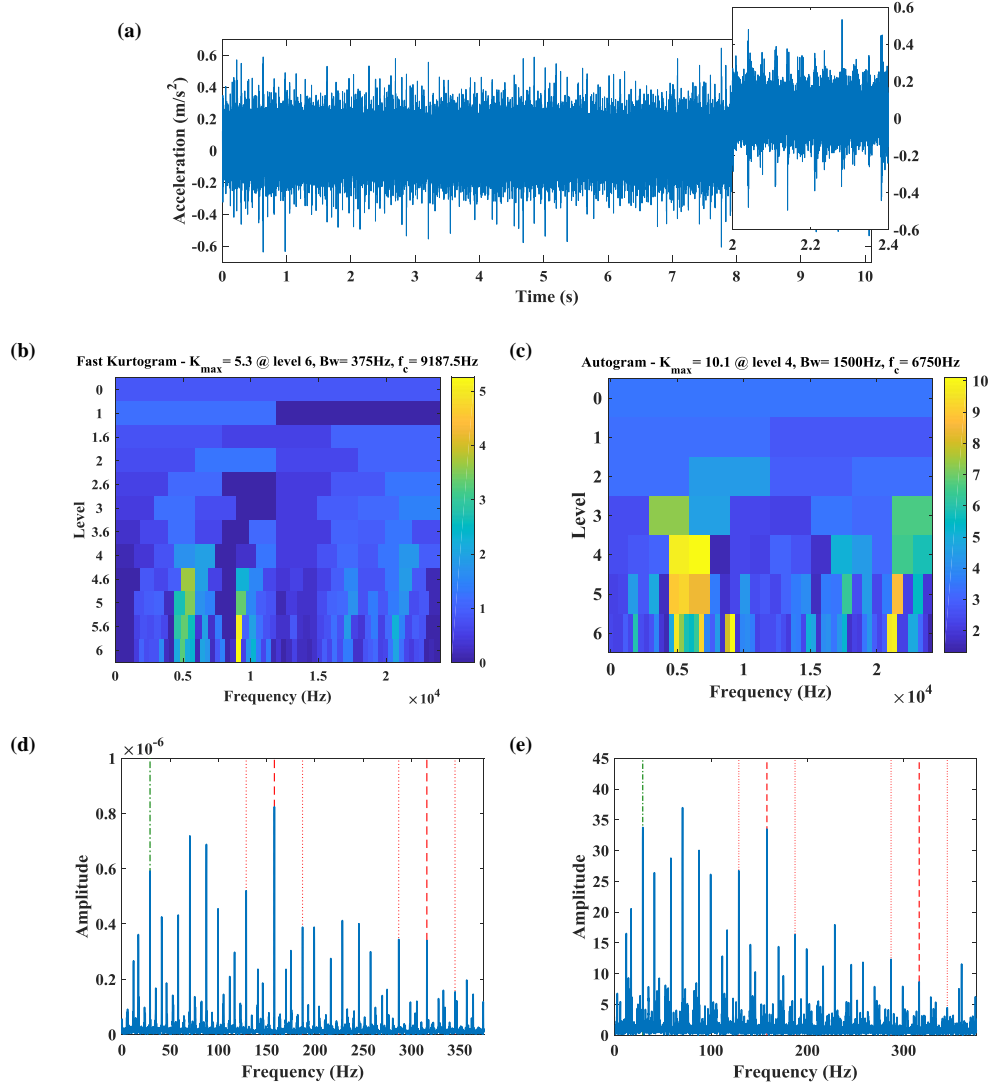 (a)
0.6
0.4
0.2
0
-0.2
-0.4
-0.6
Acceleration (m/s²)
0 1 2 3 4 5 6 7 8 9 10
Time (s)
0.6
0.4
0.2
0
-0.2
-0.4
-0.6
2 2.2 2.4
(b)
Fast Kurtogram - K_max = 5.3 @ level 6, Bw= 375Hz, f_c = 9187.5Hz
0
1
1.6
2
2.6
3
3.6
4
4.6
5
5.6
6
Level
0 0.5 1 1.5 2
Frequency (Hz)
×10⁴
5
4
3
2
1
0
(c)
Autogram - K_max = 10.1 @ level 4, Bw= 1500Hz, f_c = 6750Hz
0
1
2
3
4
5
6
Level
0 0.5 1 1.5 2
Frequency (Hz)
×10⁴
10
9
8
7
6
5
4
3
2
(d)
×10⁻⁶
1
0.8
0.6
0.4
0.2
0
Amplitude
0 50 100 150 200 250 300 350
Frequency (Hz)
(e)
45
40
35
30
25
20
15
10
5
0
Amplitude
0 100 200 300
Frequency (Hz)